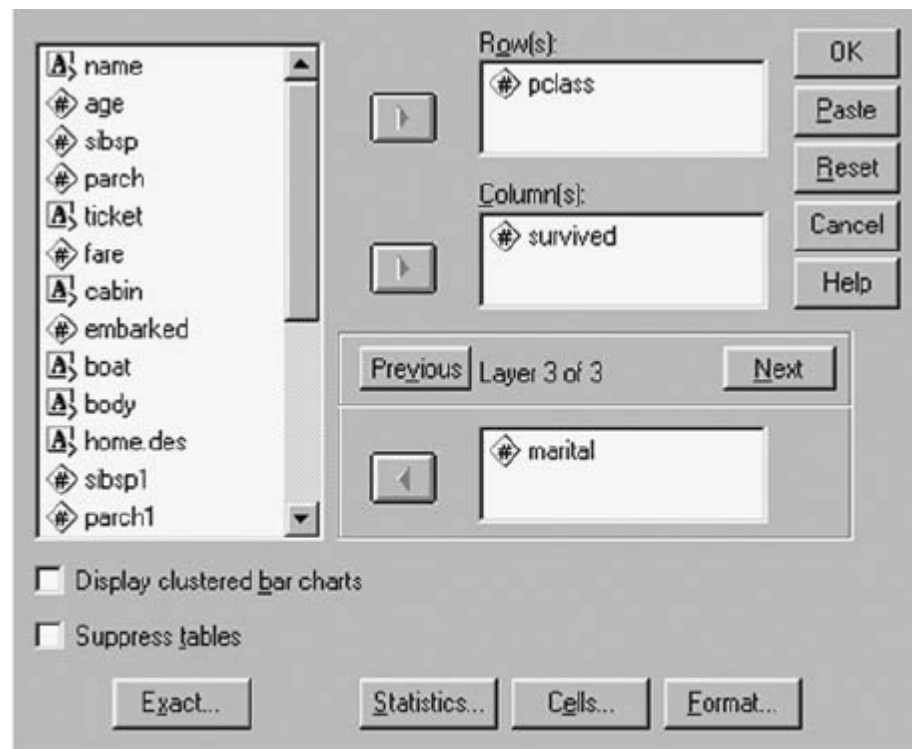 name
age
sibsp
parch
ticket
fare
cabin
embarked
boat
body
home.des
sibsp1
parch1
Row(s):
pclass
Column(s):
survived
Previous Layer 3 of 3 Next
marital
OK
Paste
Reset
Cancel
Help
Display clustered bar charts
Suppress tables
Exact... Statistics... Cells... Format...